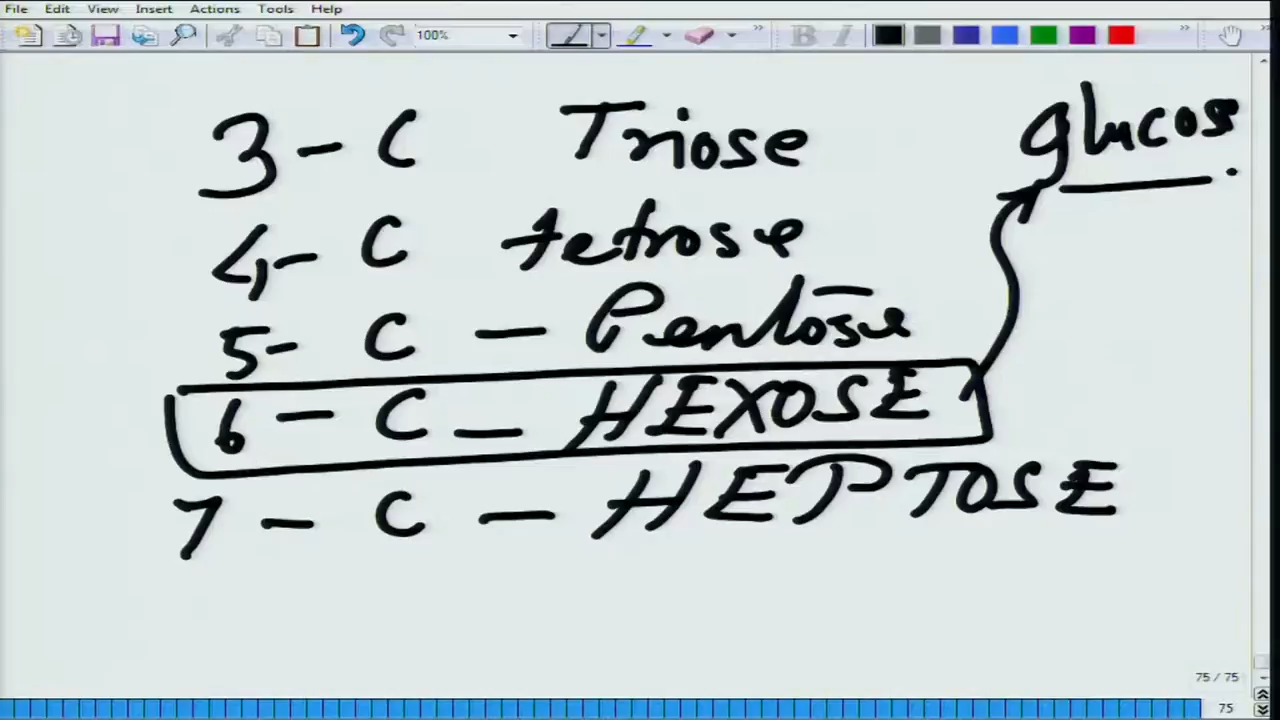 File Edit View Insert Actions Tools Help
100%
3 - C Triose
glucose
4 - C tetrose
5 - C - Pentose
6 - C - HEXOSE
7 - C - HEPTOSE
75 / 75
75